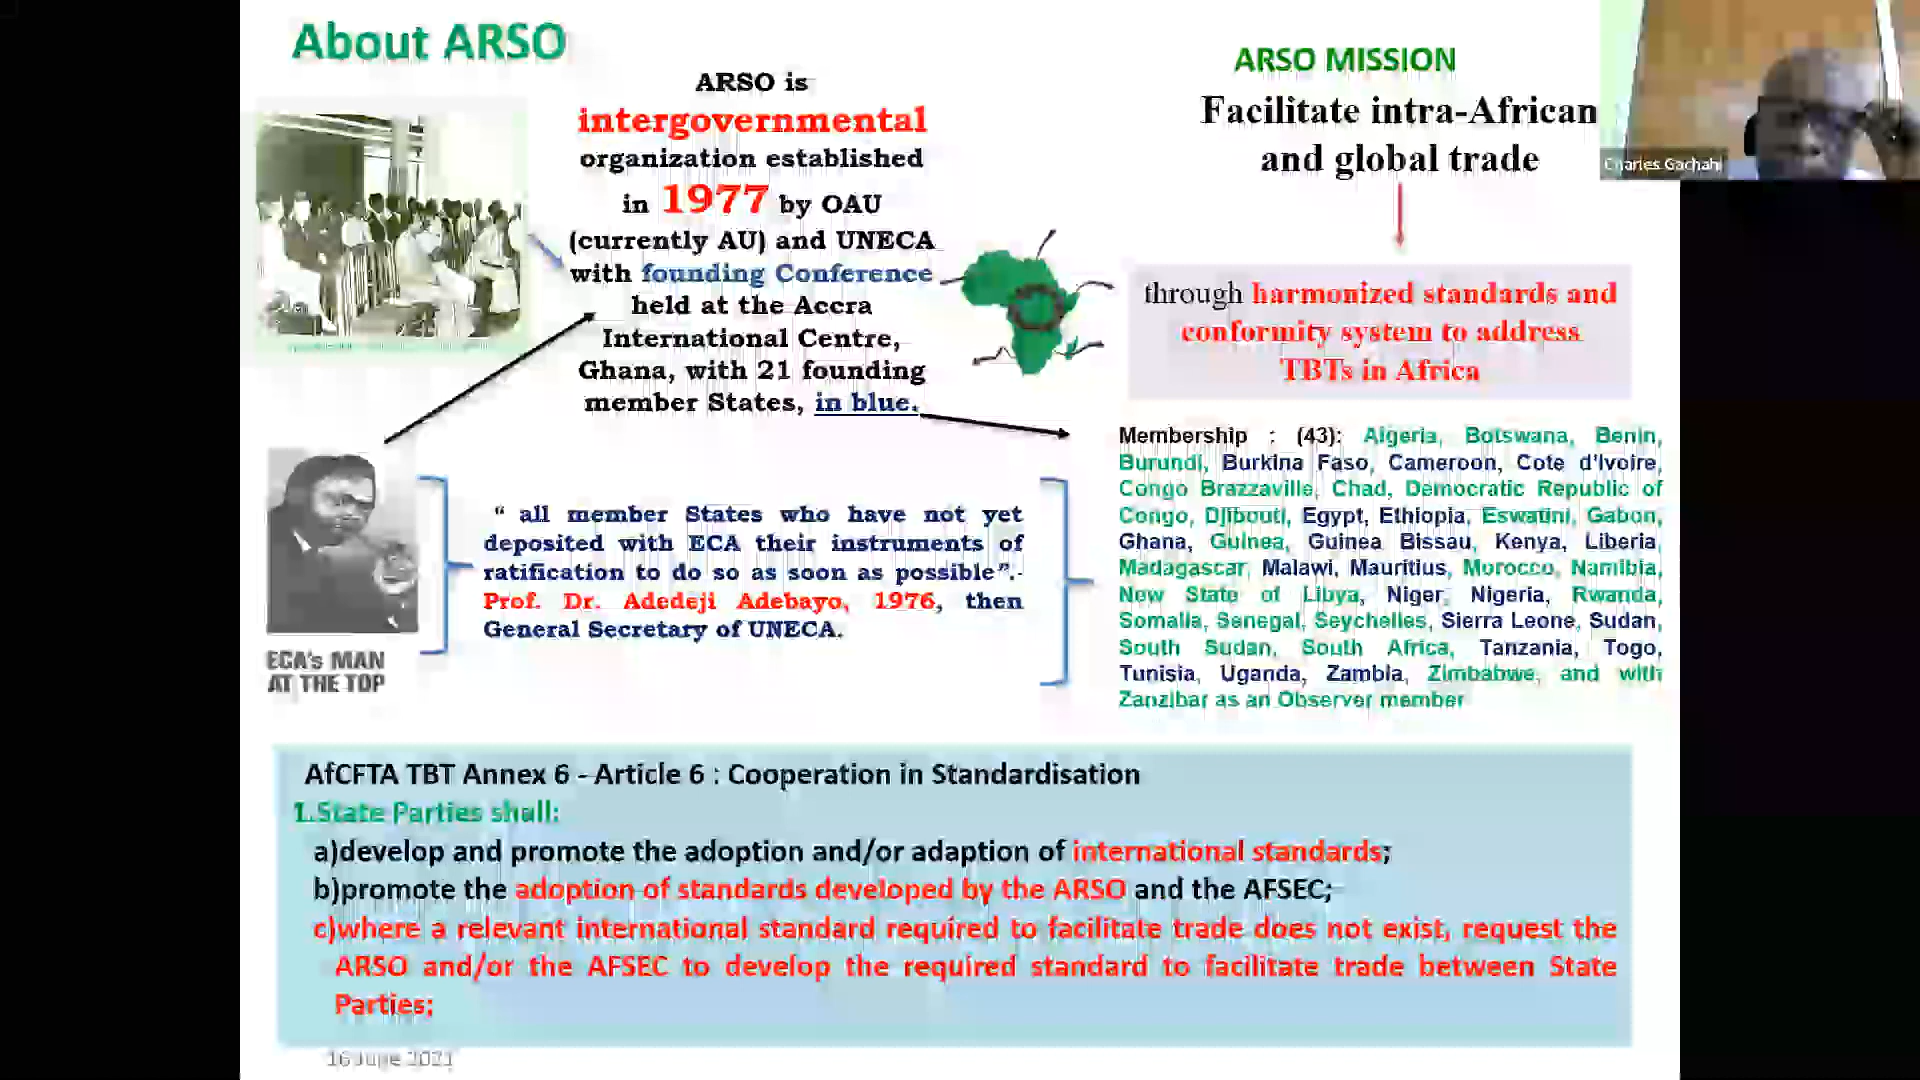 About ARSO
ARSO is
intergovernmental
organization established
in 1977 by OAU
(currently AU) and UNECA
with founding Conference
held at the Accra
International Centre,
Ghana, with 21 founding
member States, in blue.
ARSO MISSION
Facilitate intra-African
and global trade
Charles Gachahi
through harmonized standards and
conformity system to address
TBTs in Africa
Membership : (43): Algeria, Botswana, Benin,
Burundi, Burkina Faso, Cameroon, Cote d'Ivoire,
Congo Brazzaville, Chad, Democratic Republic of
Congo, Djibouti, Egypt, Ethiopia, Eswatini, Gabon,
Ghana, Guinea, Guinea Bissau, Kenya, Liberia,
Madagascar, Malawi, Mauritius, Morocco, Namibia,
New State of Libya, Niger, Nigeria, Rwanda,
Somalia, Senegal, Seychelles, Sierra Leone, Sudan,
South Sudan, South Africa, Tanzania, Togo,
Tunisia, Uganda, Zambia, Zimbabwe, and with
Zanzibar as an Observer member
ECA's MAN
AT THE TOP
“ all member States who have not yet
deposited with ECA their instruments of
ratification to do so as soon as possible”.-
Prof. Dr. Adedeji Adebayo, 1976, then
General Secretary of UNECA.
AfCFTA TBT Annex 6 - Article 6 : Cooperation in Standardisation
1.State Parties shall:
a)develop and promote the adoption and/or adaption of international standards;
b)promote the adoption of standards developed by the ARSO and the AFSEC;
c)where a relevant international standard required to facilitate trade does not exist, request the
ARSO and/or the AFSEC to develop the required standard to facilitate trade between State
Parties;
16 June 2021